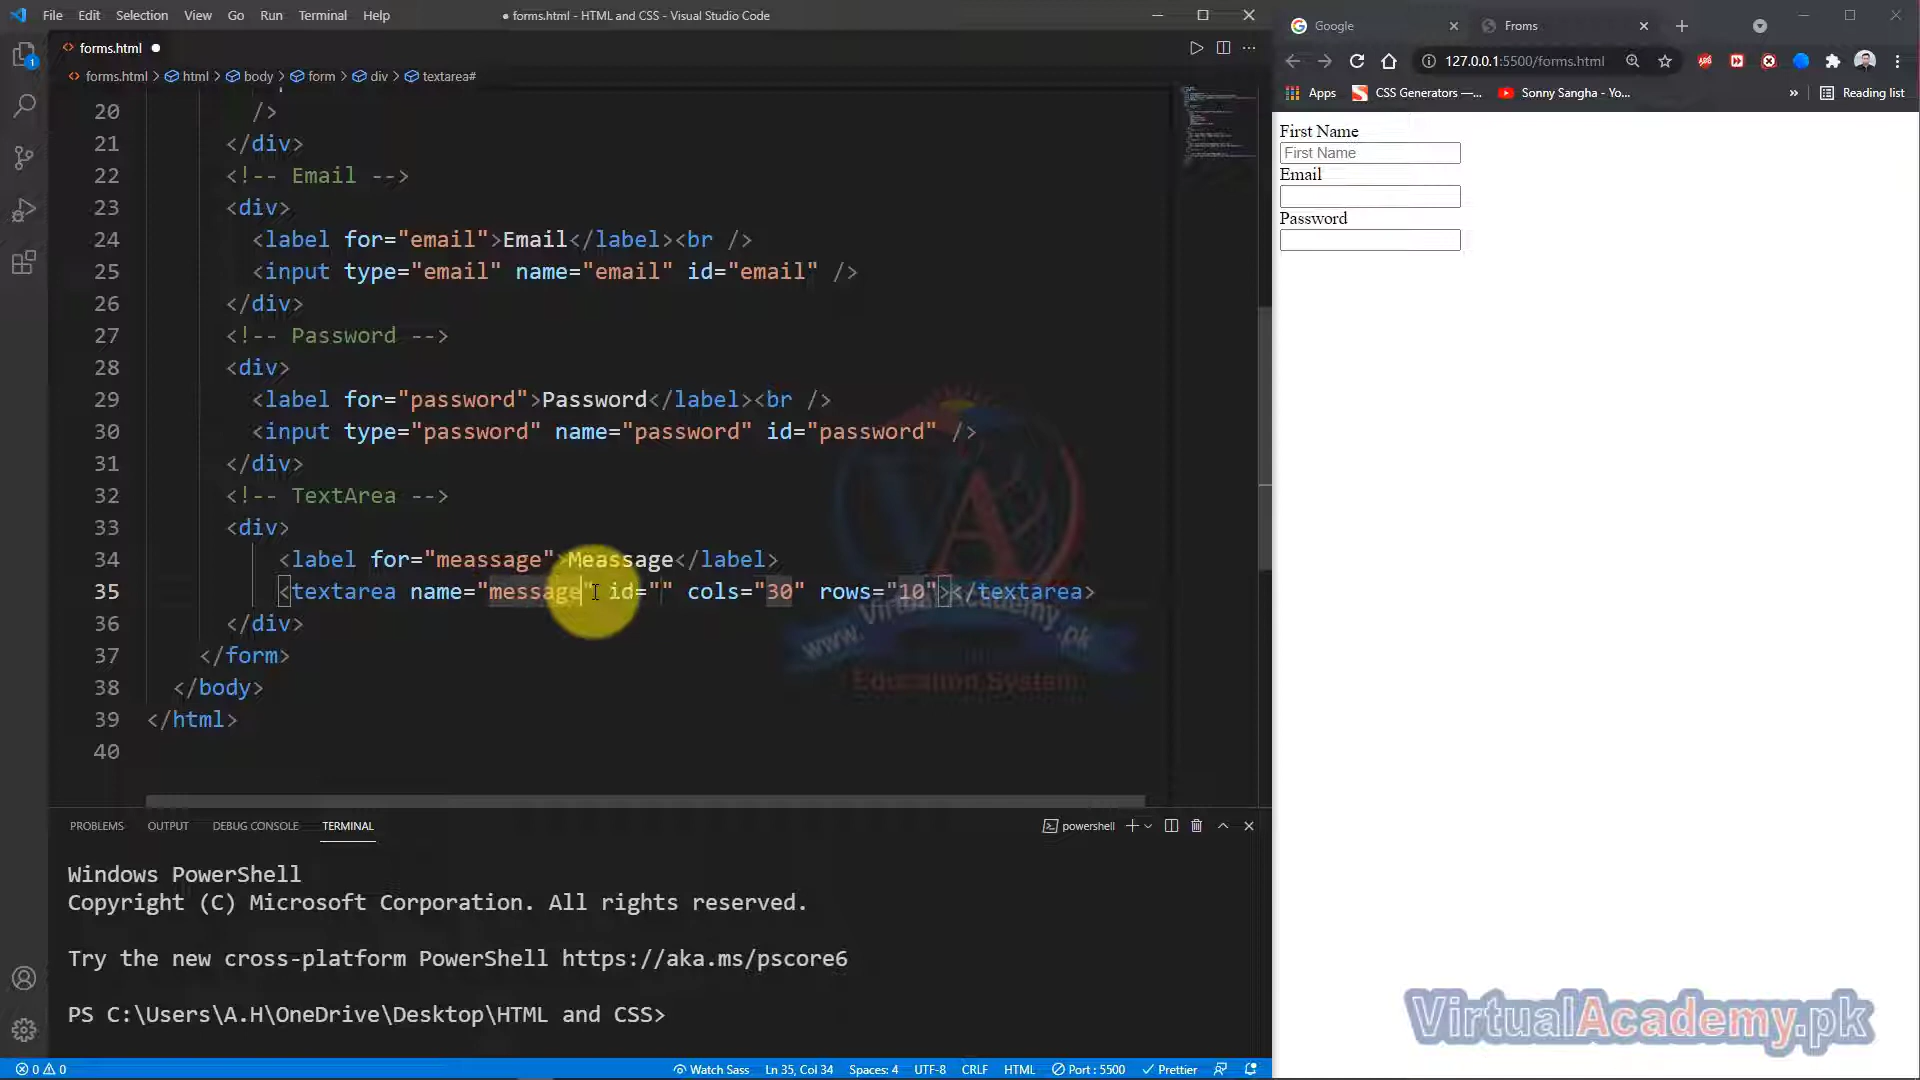 File Edit Selection View Go Run Terminal Help
● forms.html - HTML and CSS - Visual Studio Code
forms.html
forms.html > html > body > form > div > textarea#
20 />
21 </div>
22 <!-- Email -->
23 <div>
24 <label for="email">Email</label><br />
25 <input type="email" name="email" id="email" />
26 </div>
27 <!-- Password -->
28 <div>
29 <label for="password">Password</label><br />
30 <input type="password" name="password" id="password" />
31 </div>
32 <!-- TextArea -->
33 <div>
34 <label for="meassage">Meassage</label>
35 <textarea name="message" id="" cols="30" rows="10"></textarea>
36 </div>
37 </form>
38 </body>
39 </html>
40
www.VirtualAcademy.pk
Education System
PROBLEMS OUTPUT DEBUG CONSOLE TERMINAL
powershell
Windows PowerShell
Copyright (C) Microsoft Corporation. All rights reserved.
Try the new cross-platform PowerShell https://aka.ms/pscore6
PS C:\Users\A.H\OneDrive\Desktop\HTML and CSS>
0 0 Watch Sass Ln 35, Col 34 Spaces: 4 UTF-8 CRLF HTML Port : 5500 Prettier
Google
Froms
127.0.0.1:5500/forms.html
Apps CSS Generators —... Sonny Sangha - Yo... » Reading list
First Name
First Name
Email
Password
VirtualAcademy.pk